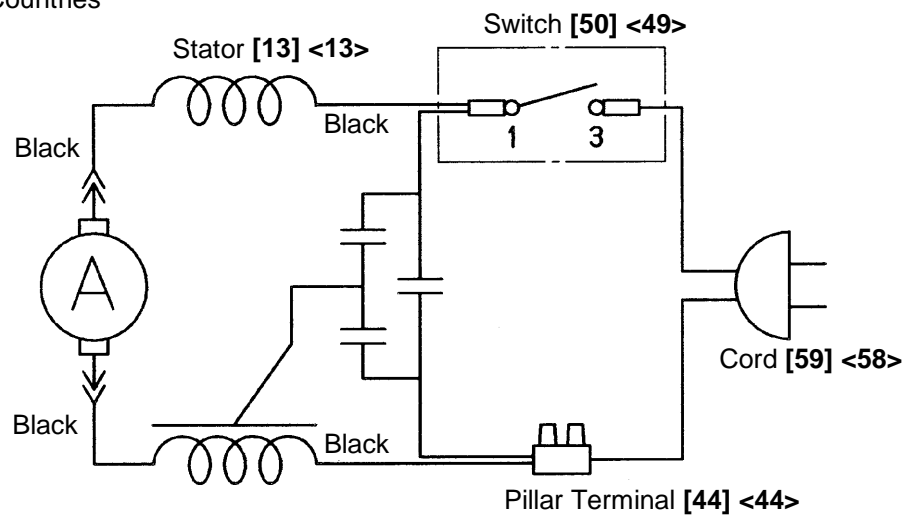 Countries
Switch [50] <49>
Stator [13] <13>
Black
1 3
Black
A
Cord [59] <58>
Black
Black
Pillar Terminal [44] <44>